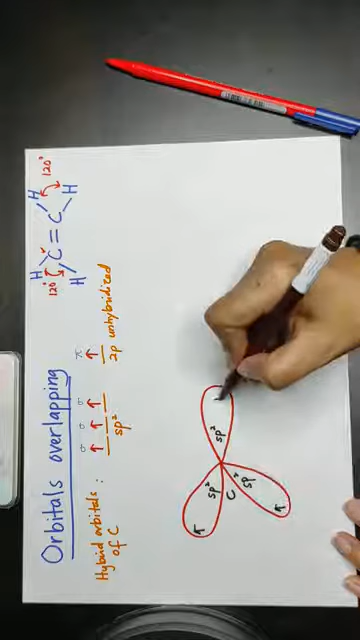 Orbitals overlapping
Hybrid orbitals :
of C
σ σ σ π
sp²
2p unhybridized
H H
C = C
H H
120°
120°
sp²
sp²
sp²
C